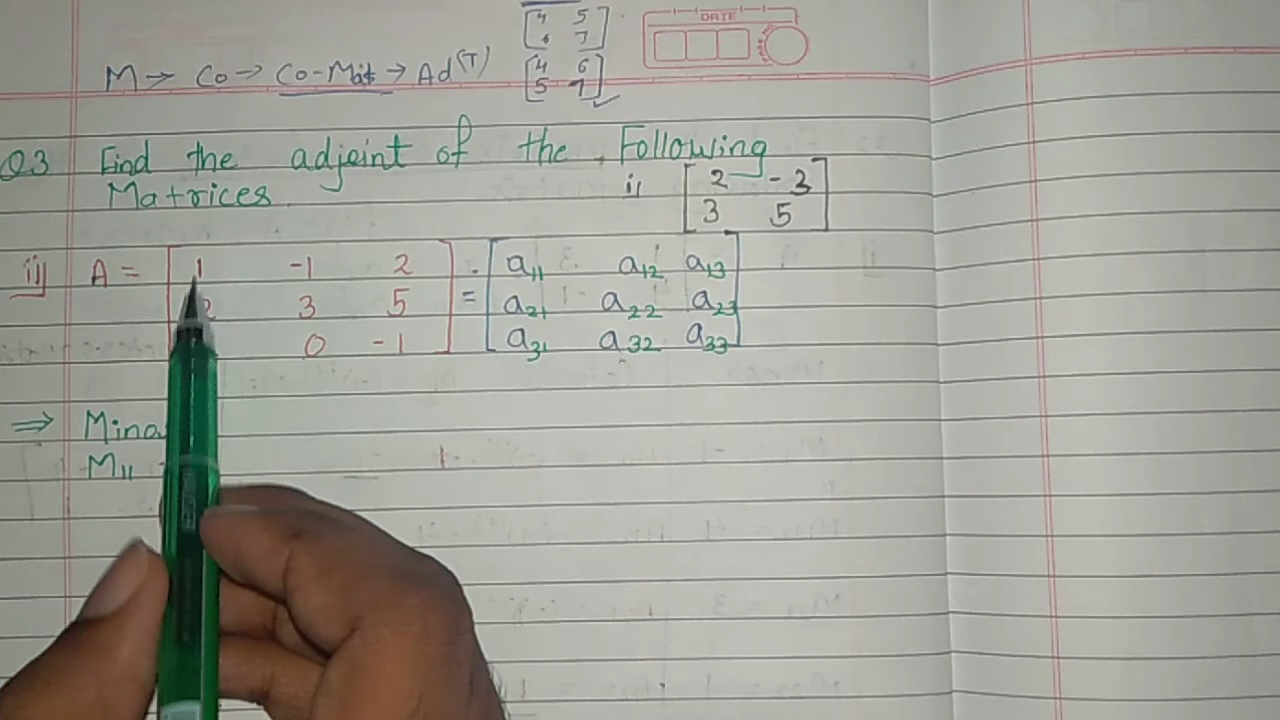 [4 5
6 7]
DATE
M → Co → Co-Mat → Ad(T)
[4 6
5 7]
Q3 Find the adjoint of the Following
Matrices
i) [2 -3
3 5]
ii) A = [1 -1 2
2 3 5
0 -1] = [a11 a12 a13
a21 a22 a23
a31 a32 a33]
⇒
M11